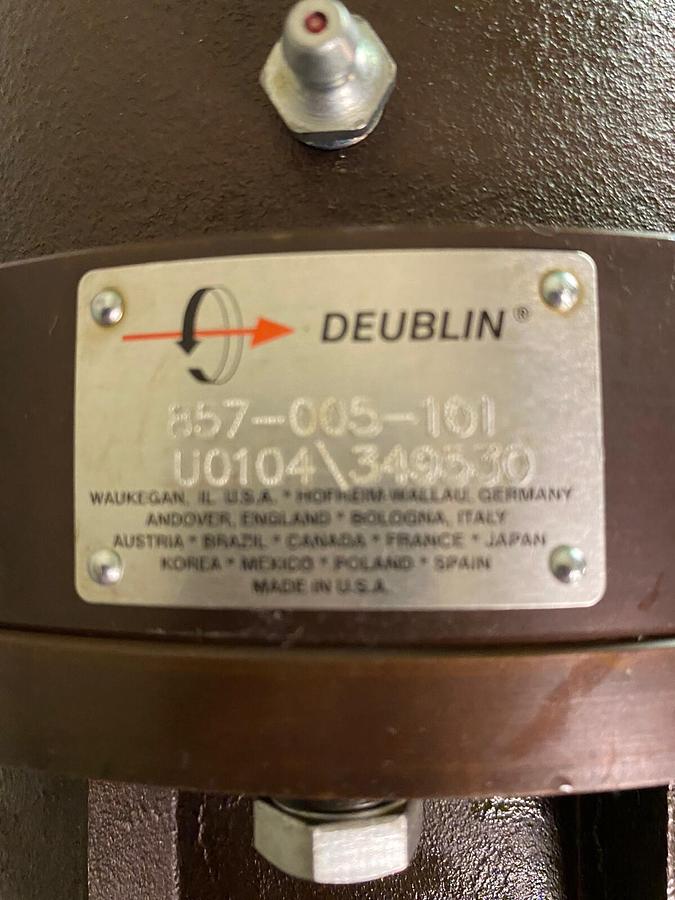 DEUBLIN®
857-005-101
U0104\349530
WAUKEGAN, IL U.S.A. * HOFHEIM-WALLAU, GERMANY
ANDOVER, ENGLAND * BOLOGNA, ITALY
AUSTRIA * BRAZIL * CANADA * FRANCE * JAPAN
KOREA * MEXICO * POLAND * SPAIN
MADE IN U.S.A.